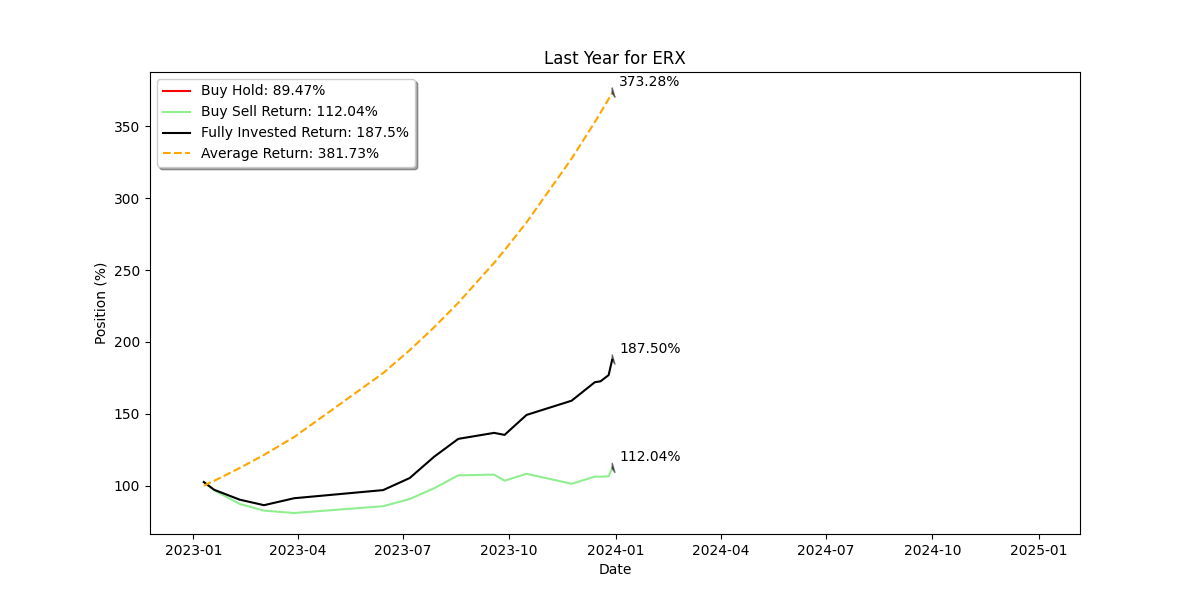 Last Year for ERX
Buy Hold: 89.47%
Buy Sell Return: 112.04%
Fully Invested Return: 187.5%
Average Return: 381.73%
373.28%
187.50%
112.04%
Position (%)
350
300
250
200
150
100
2023-01
2023-04
2023-07
2023-10
2024-01
2024-04
2024-07
2024-10
2025-01
Date